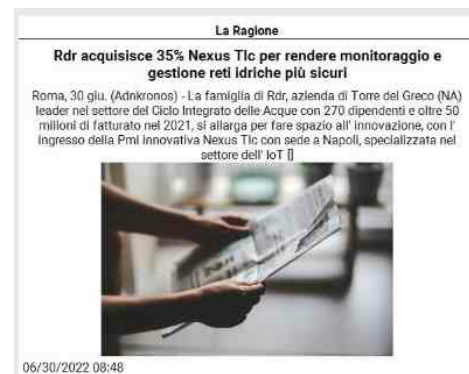 La Ragione
Rdr acquisisce 35% Nexus Tlc per rendere monitoraggio e
gestione reti idriche più sicuri
Roma, 30 giu. (Adnkronos) - La famiglia di Rdr, azienda di Torre del Greco (NA)
leader nel settore del Ciclo Integrato delle Acque con 270 dipendenti e oltre 50
milioni di fatturato nel 2021, si allarga per fare spazio all' innovazione, con l'
ingresso della Pmi innovativa Nexus Tlc con sede a Napoli, specializzata nel
settore dell' IoT []
06/30/2022 08:48